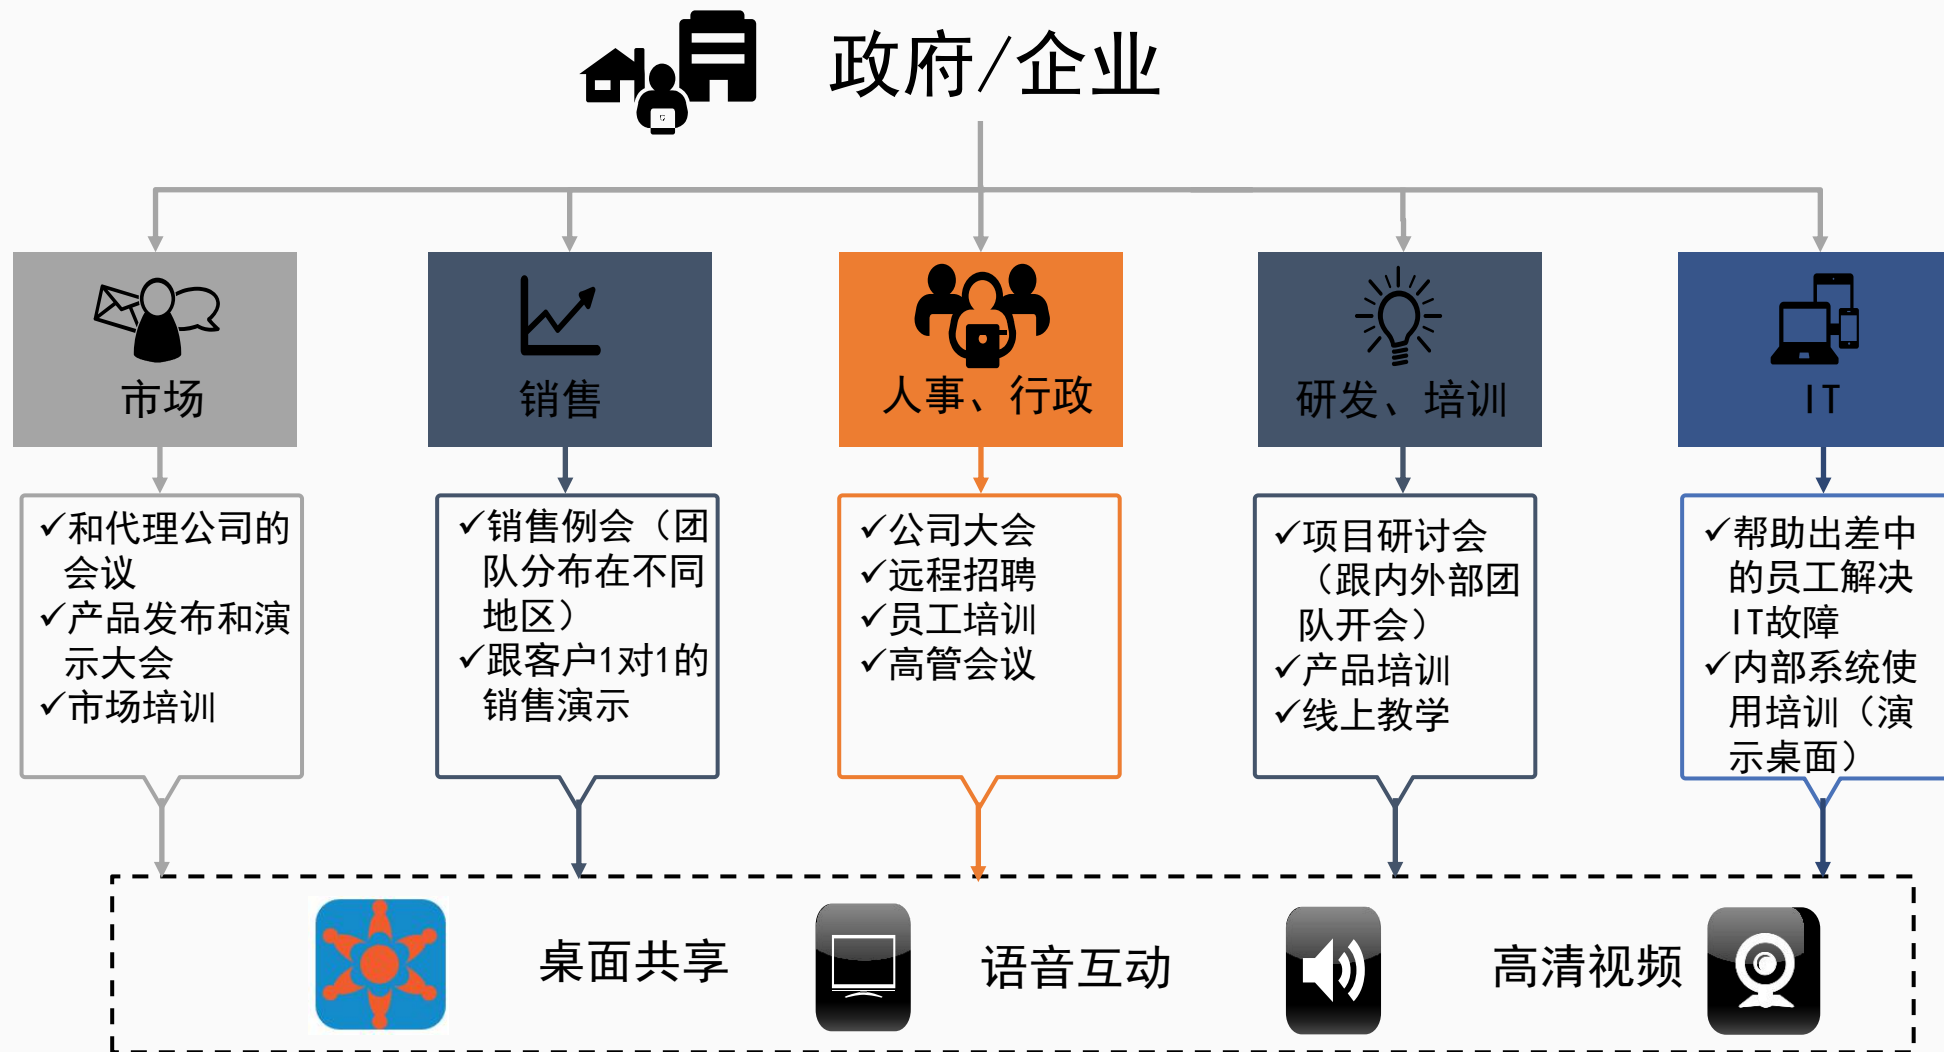 政府/企业
市场
销售
人事、行政
研发、培训
IT
✓和代理公司的
会议
✓产品发布和演
示大会
✓市场培训
✓销售例会（团
队分布在不同
地区）
✓跟客户1对1的
销售演示
✓公司大会
✓远程招聘
✓员工培训
✓高管会议
✓项目研讨会
（跟内外部团
队开会）
✓产品培训
✓线上教学
✓帮助出差中
的员工解决
IT故障
✓内部系统使
用培训（演
示桌面）
桌面共享
语音互动
高清视频